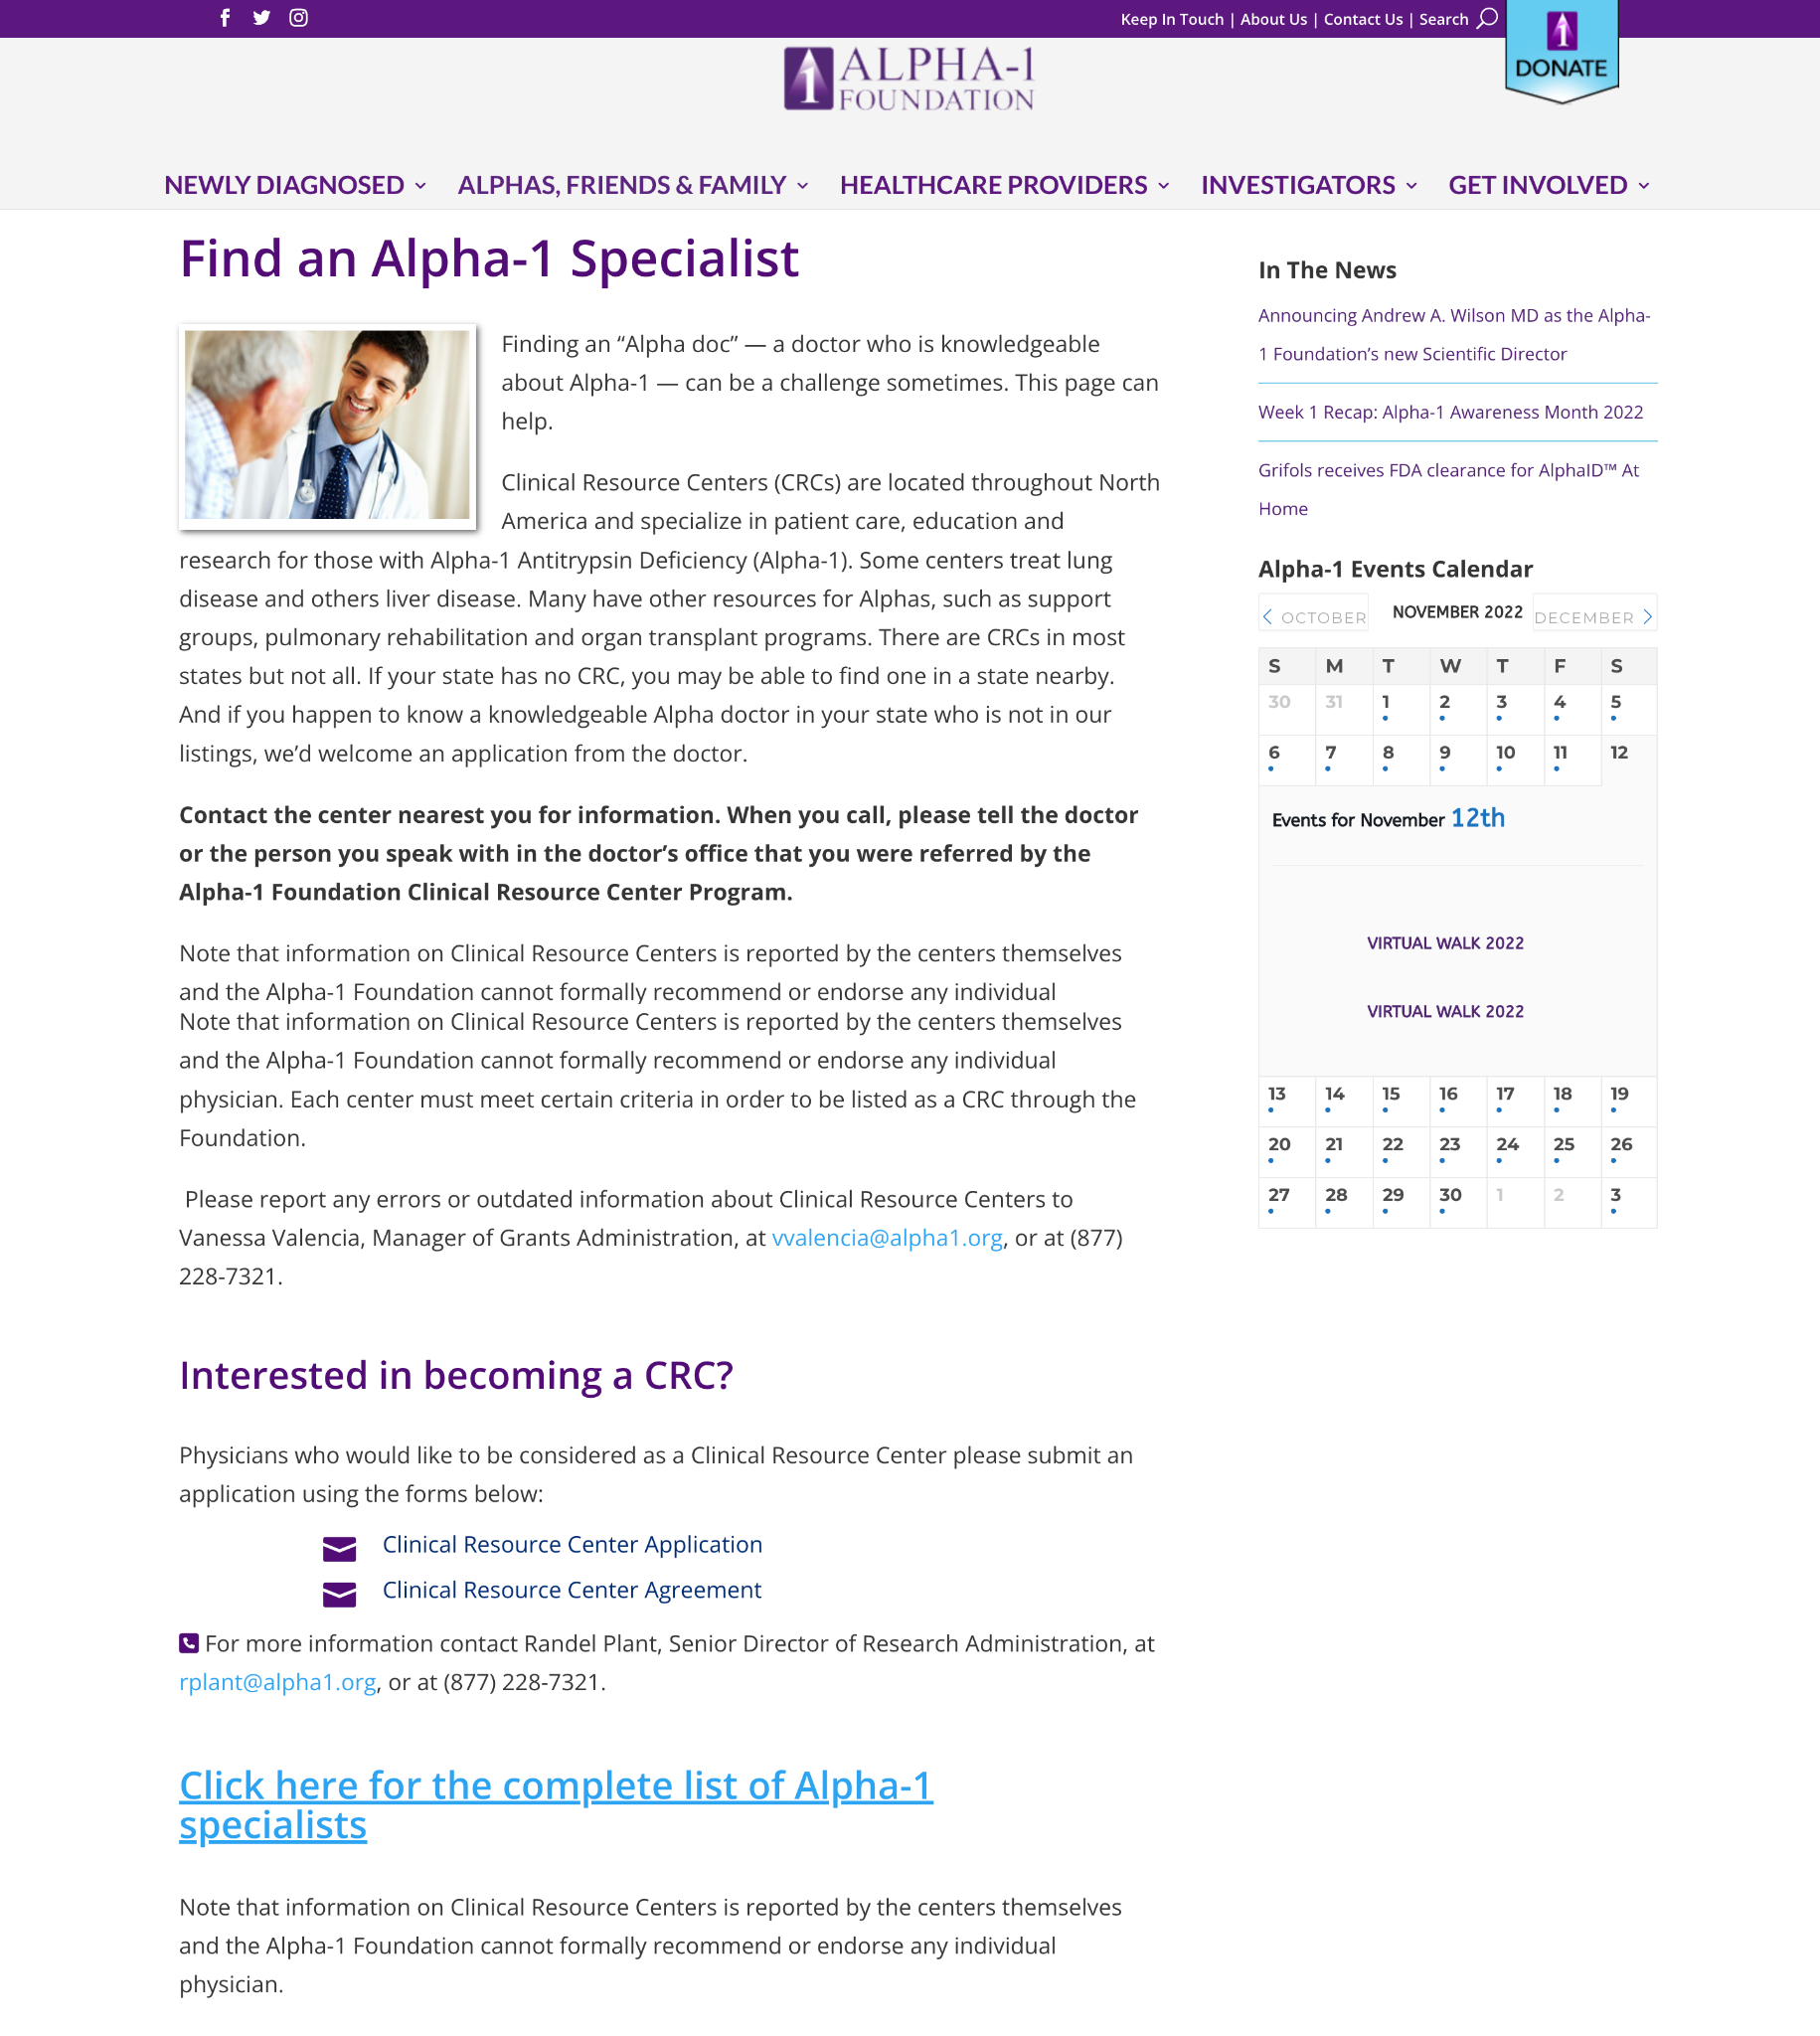 Keep In Touch | About Us | Contact Us | Search
1
DONATE
1 ALPHA-1
FOUNDATION
NEWLY DIAGNOSED
ALPHAS, FRIENDS & FAMILY
HEALTHCARE PROVIDERS
INVESTIGATORS
GET INVOLVED
Find an Alpha-1 Specialist
Finding an “Alpha doc” — a doctor who is knowledgeable
about Alpha-1 — can be a challenge sometimes. This page can
help.
Clinical Resource Centers (CRCs) are located throughout North
America and specialize in patient care, education and
research for those with Alpha-1 Antitrypsin Deficiency (Alpha-1). Some centers treat lung
disease and others liver disease. Many have other resources for Alphas, such as support
groups, pulmonary rehabilitation and organ transplant programs. There are CRCs in most
states but not all. If your state has no CRC, you may be able to find one in a state nearby.
And if you happen to know a knowledgeable Alpha doctor in your state who is not in our
listings, we’d welcome an application from the doctor.
Contact the center nearest you for information. When you call, please tell the doctor
or the person you speak with in the doctor’s office that you were referred by the
Alpha-1 Foundation Clinical Resource Center Program.
Note that information on Clinical Resource Centers is reported by the centers themselves
and the Alpha-1 Foundation cannot formally recommend or endorse any individual
Note that information on Clinical Resource Centers is reported by the centers themselves
and the Alpha-1 Foundation cannot formally recommend or endorse any individual
physician. Each center must meet certain criteria in order to be listed as a CRC through the
Foundation.
Please report any errors or outdated information about Clinical Resource Centers to
Vanessa Valencia, Manager of Grants Administration, at vvalencia@alpha1.org, or at (877)
228-7321.
Interested in becoming a CRC?
Physicians who would like to be considered as a Clinical Resource Center please submit an
application using the forms below:
Clinical Resource Center Application
Clinical Resource Center Agreement
For more information contact Randel Plant, Senior Director of Research Administration, at
rplant@alpha1.org, or at (877) 228-7321.
Click here for the complete list of Alpha-1
specialists
Note that information on Clinical Resource Centers is reported by the centers themselves
and the Alpha-1 Foundation cannot formally recommend or endorse any individual
physician.
In The News
Announcing Andrew A. Wilson MD as the Alpha-
1 Foundation’s new Scientific Director
Week 1 Recap: Alpha-1 Awareness Month 2022
Grifols receives FDA clearance for AlphaID™ At
Home
Alpha-1 Events Calendar
OCTOBER NOVEMBER 2022 DECEMBER
S M T W T F S
30 31 1 2 3 4 5
6 7 8 9 10 11 12
Events for November 12th
VIRTUAL WALK 2022
VIRTUAL WALK 2022
13 14 15 16 17 18 19
20 21 22 23 24 25 26
27 28 29 30 1 2 3